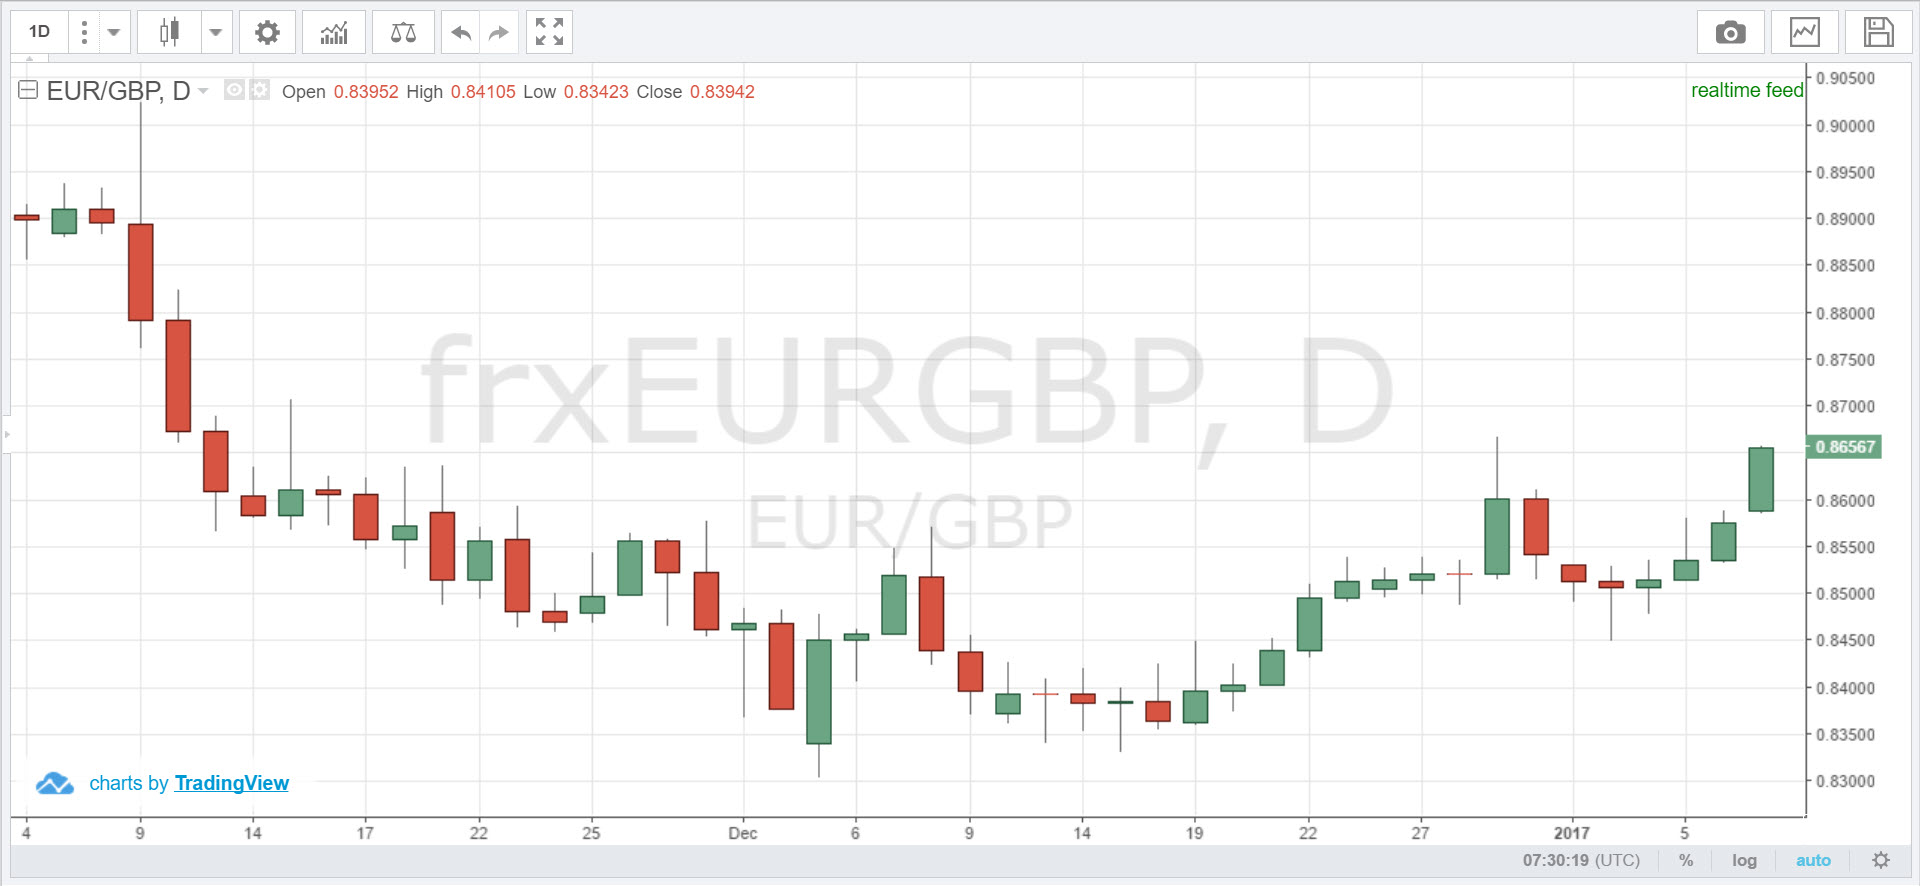 1D
EUR/GBP, D Open 0.83952 High 0.84105 Low 0.83423 Close 0.83942
realtime feed
0.90500
0.90000
0.89500
0.89000
0.88500
0.88000
0.87500
0.87000
0.86567
0.86000
0.85500
0.85000
0.84500
0.84000
0.83500
0.83000
frxEURGBP, D
EUR/GBP
charts by TradingView
4 9 14 17 22 25 Dec 6 9 14 19 22 27 2017 5
07:30:19 (UTC) % log auto